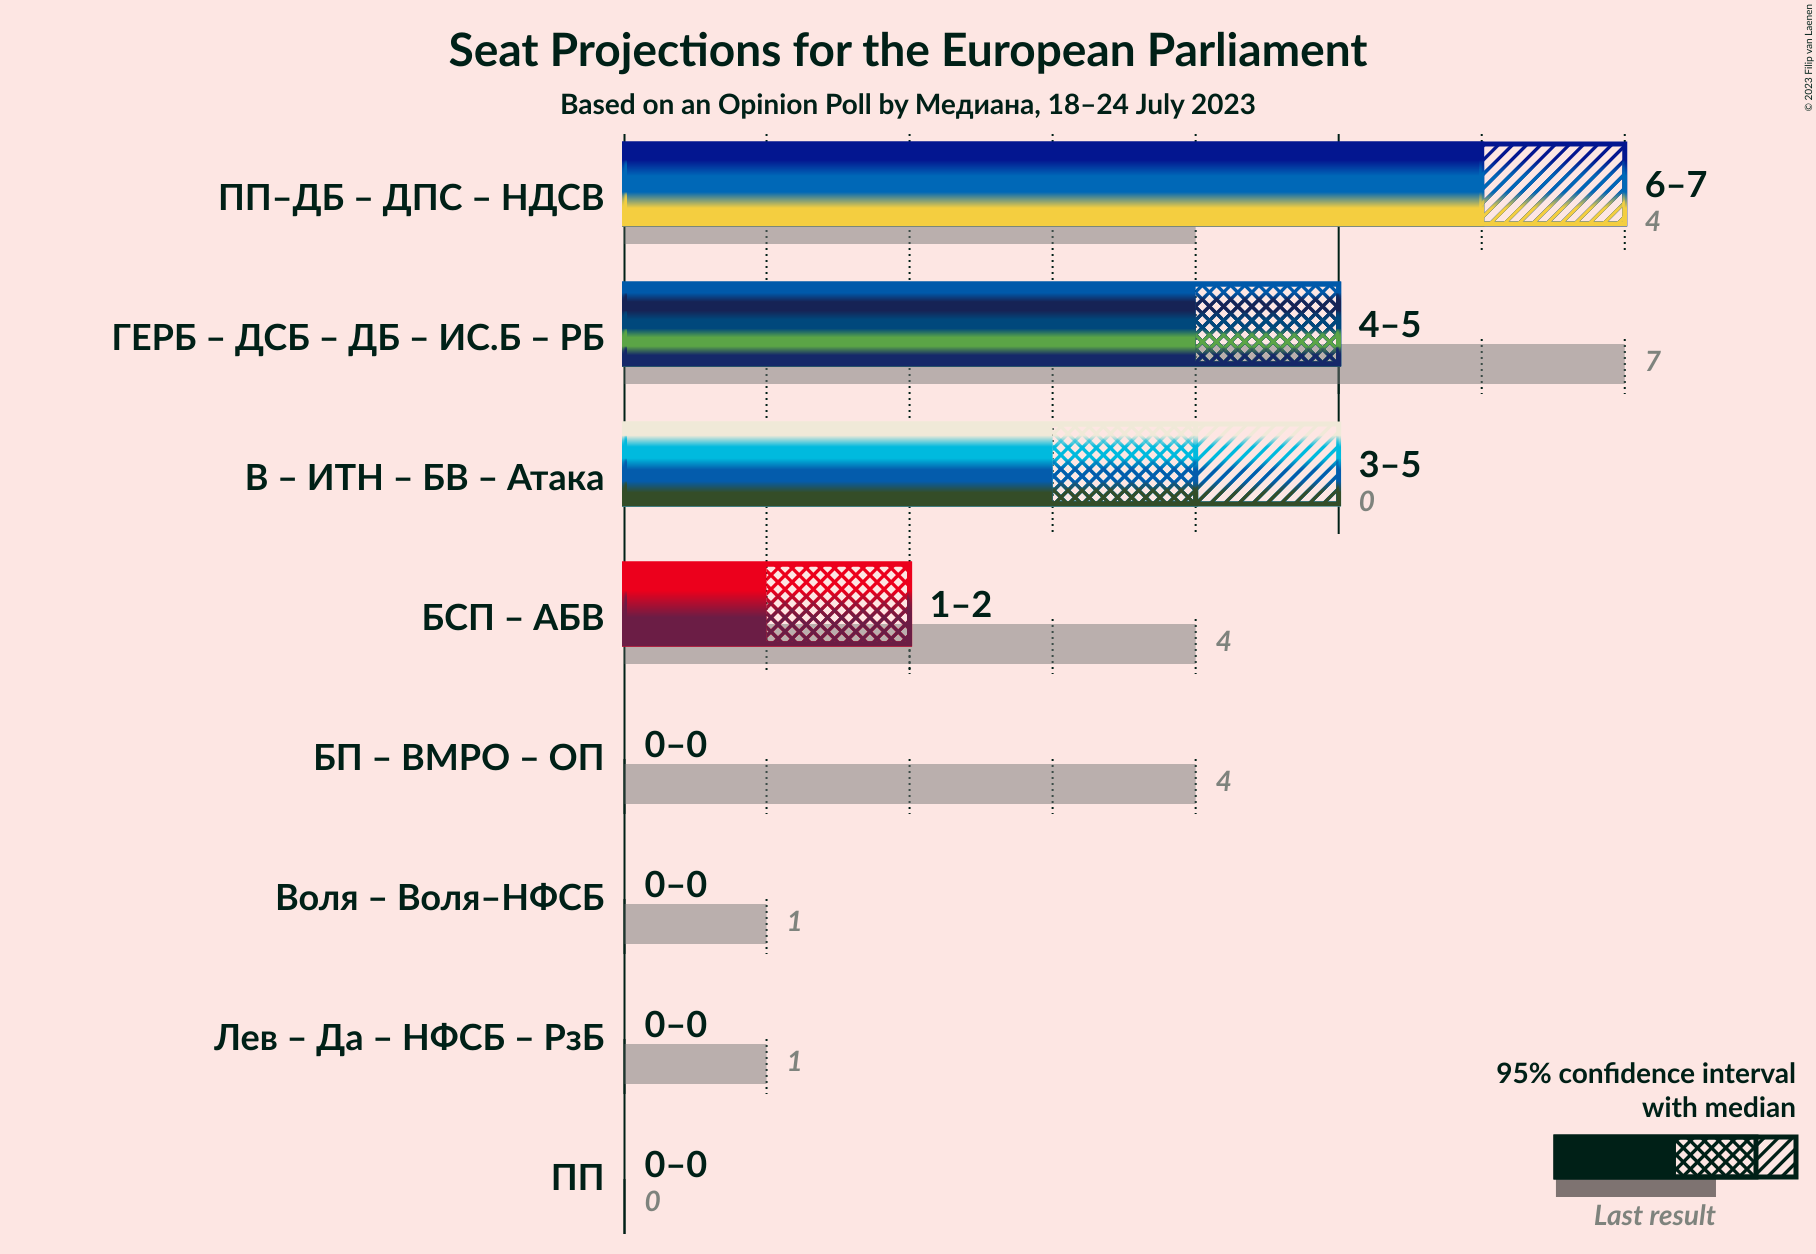 Seat Projections for the European Parliament
Based on an Opinion Poll by Медиана, 18–24 July 2023
© 2023 Filip van Laenen
ПП–ДБ – ДПС – НДСВ
6–7
4
ГЕРБ – ДСБ – ДБ – ИС.Б – РБ
4–5
7
В – ИТН – БВ – Атака
3–5
0
БСП – АБВ
1–2
4
БП – ВМРО – ОП
0–0
4
Воля – Воля–НФСБ
0–0
1
Лев – Да – НФСБ – РзБ
0–0
1
ПП
0–0
0
95% confidence interval
with median
Last result